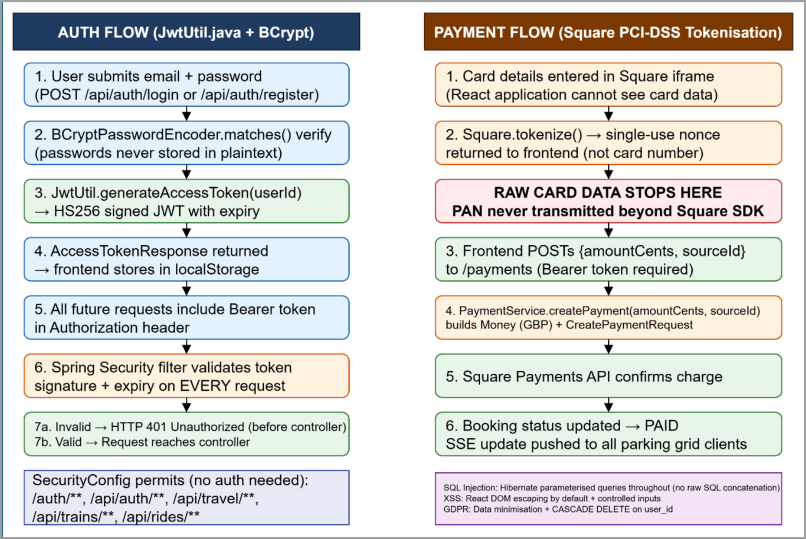 AUTH FLOW (JwtUtil.java + BCrypt)
1. User submits email + password
(POST /api/auth/login or /api/auth/register)
2. BCryptPasswordEncoder.matches() verify
(passwords never stored in plaintext)
3. JwtUtil.generateAccessToken(userId)
→ HS256 signed JWT with expiry
4. AccessTokenResponse returned
→ frontend stores in localStorage
5. All future requests include Bearer token
in Authorization header
6. Spring Security filter validates token
signature + expiry on EVERY request
7a. Invalid → HTTP 401 Unauthorized (before controller)
7b. Valid → Request reaches controller
SecurityConfig permits (no auth needed):
/auth/**, /api/auth/**, /api/travel/**,
/api/trains/**, /api/rides/**
PAYMENT FLOW (Square PCI-DSS Tokenisation)
1. Card details entered in Square iframe
(React application cannot see card data)
2. Square.tokenize() → single-use nonce
returned to frontend (not card number)
RAW CARD DATA STOPS HERE
PAN never transmitted beyond Square SDK
3. Frontend POSTs {amountCents, sourceId}
to /payments (Bearer token required)
4. PaymentService.createPayment(amountCents, sourceId)
builds Money (GBP) + CreatePaymentRequest
5. Square Payments API confirms charge
6. Booking status updated → PAID
SSE update pushed to all parking grid clients
SQL Injection: Hibernate parameterised queries throughout (no raw SQL concatenation)
XSS: React DOM escaping by default + controlled inputs
GDPR: Data minimisation + CASCADE DELETE on user_id